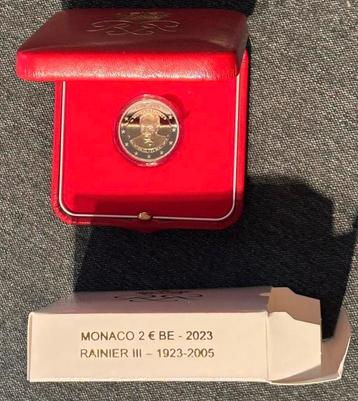 MONACO 2 € BE - 2023
RAINIER III – 1923-2005